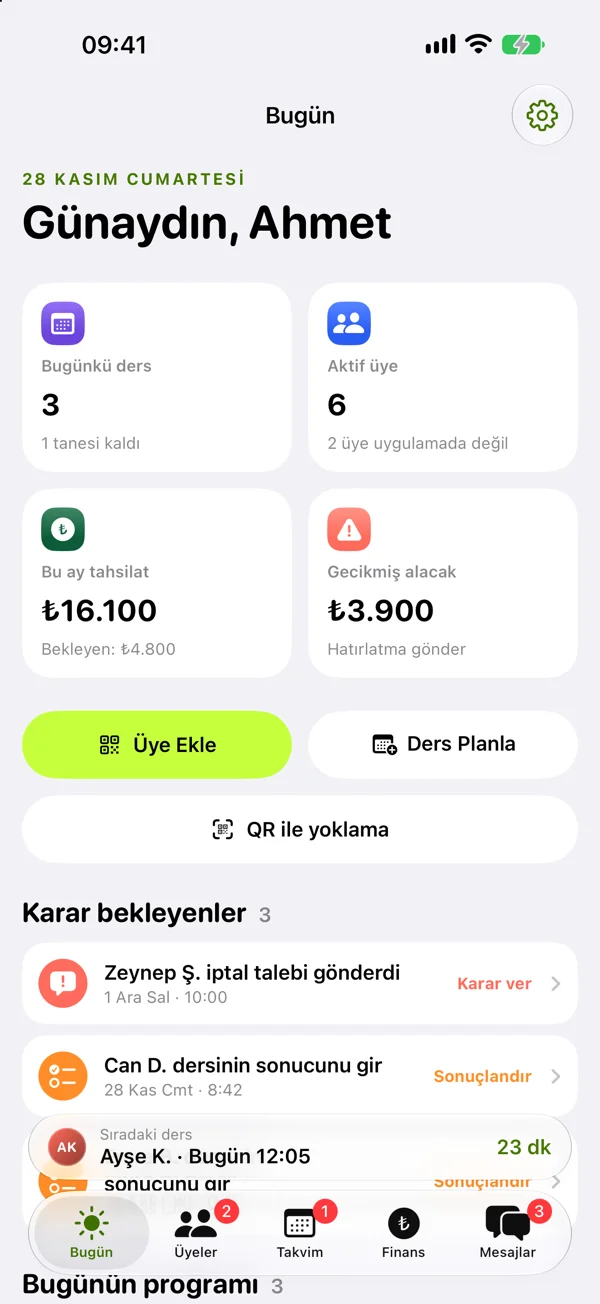 09:41
Bugün
28 KASIM CUMARTESİ
Günaydın, Ahmet
Bugünkü ders
3
1 tanesi kaldı
Aktif üye
6
2 üye uygulamada değil
₺
Bu ay tahsilat
₺16.100
Bekleyen: ₺4.800
Gecikmiş alacak
₺3.900
Hatırlatma gönder
Üye Ekle
Ders Planla
QR ile yoklama
Karar bekleyenler 3
Zeynep Ş. iptal talebi gönderdi
1 Ara Sal · 10:00
Karar ver
Can D. dersinin sonucunu gir
28 Kas Cmt · 8:42
Sonuçlandır
AK
Sıradaki ders
Ayşe K. · Bugün 12:05
23 dk
sonucunu gir
Sonuçlandır
Bugün
2
Üyeler
1
Takvim
₺
Finans
3
Mesajlar
Bugünün programı 3